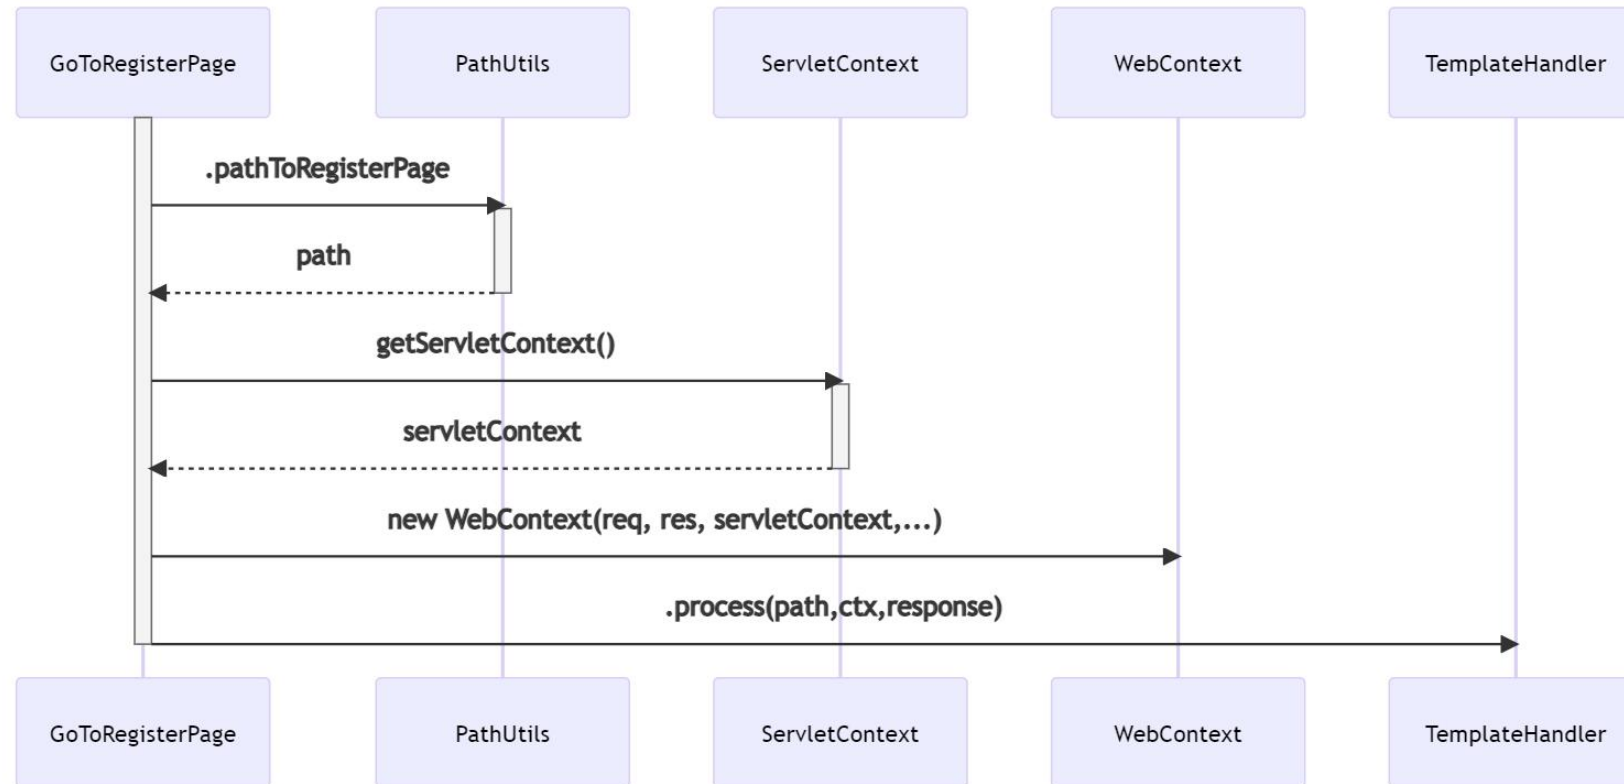 GoToRegisterPage
PathUtils
ServletContext
WebContext
TemplateHandler
.pathToRegisterPage
path
getServletContext()
servletContext
new WebContext(req, res, servletContext,...)
.process(path,ctx,response)
GoToRegisterPage
PathUtils
ServletContext
WebContext
TemplateHandler